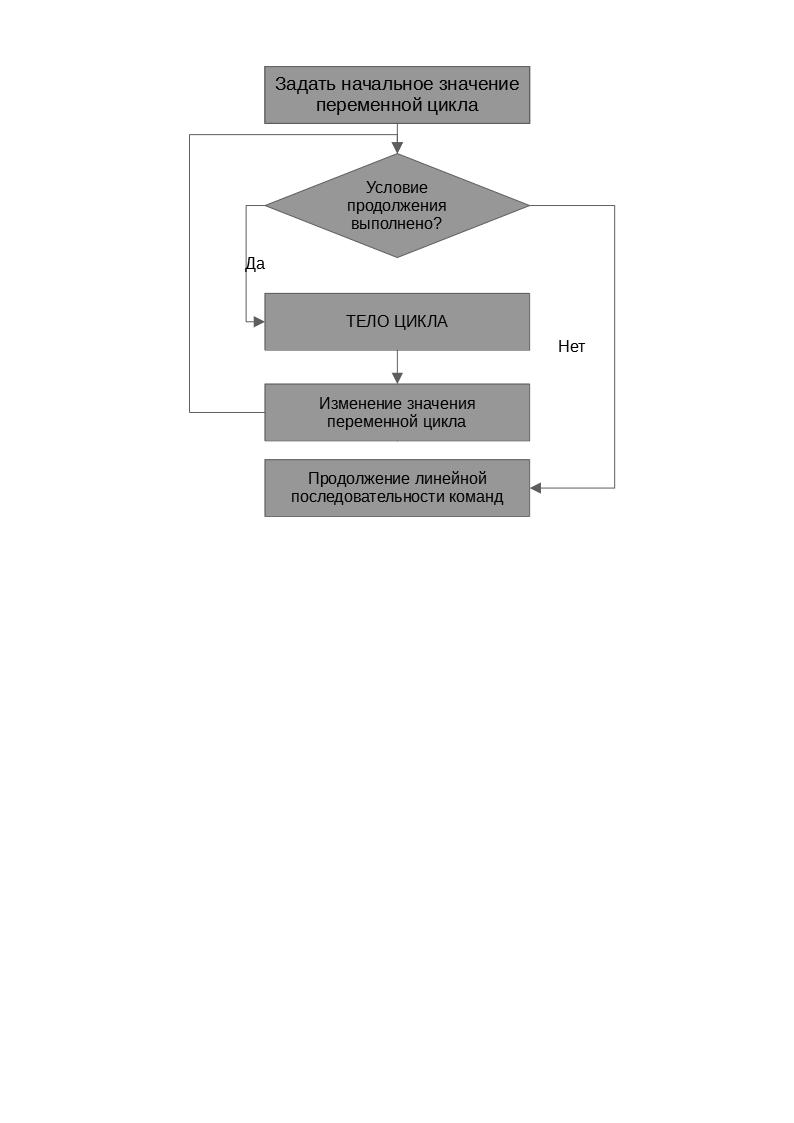 Задать начальное значение
переменной цикла
Условие
продолжения
выполнено?
Да
ТЕЛО ЦИКЛА
Нет
Изменение значения
переменной цикла
Продолжение линейной
последовательности команд